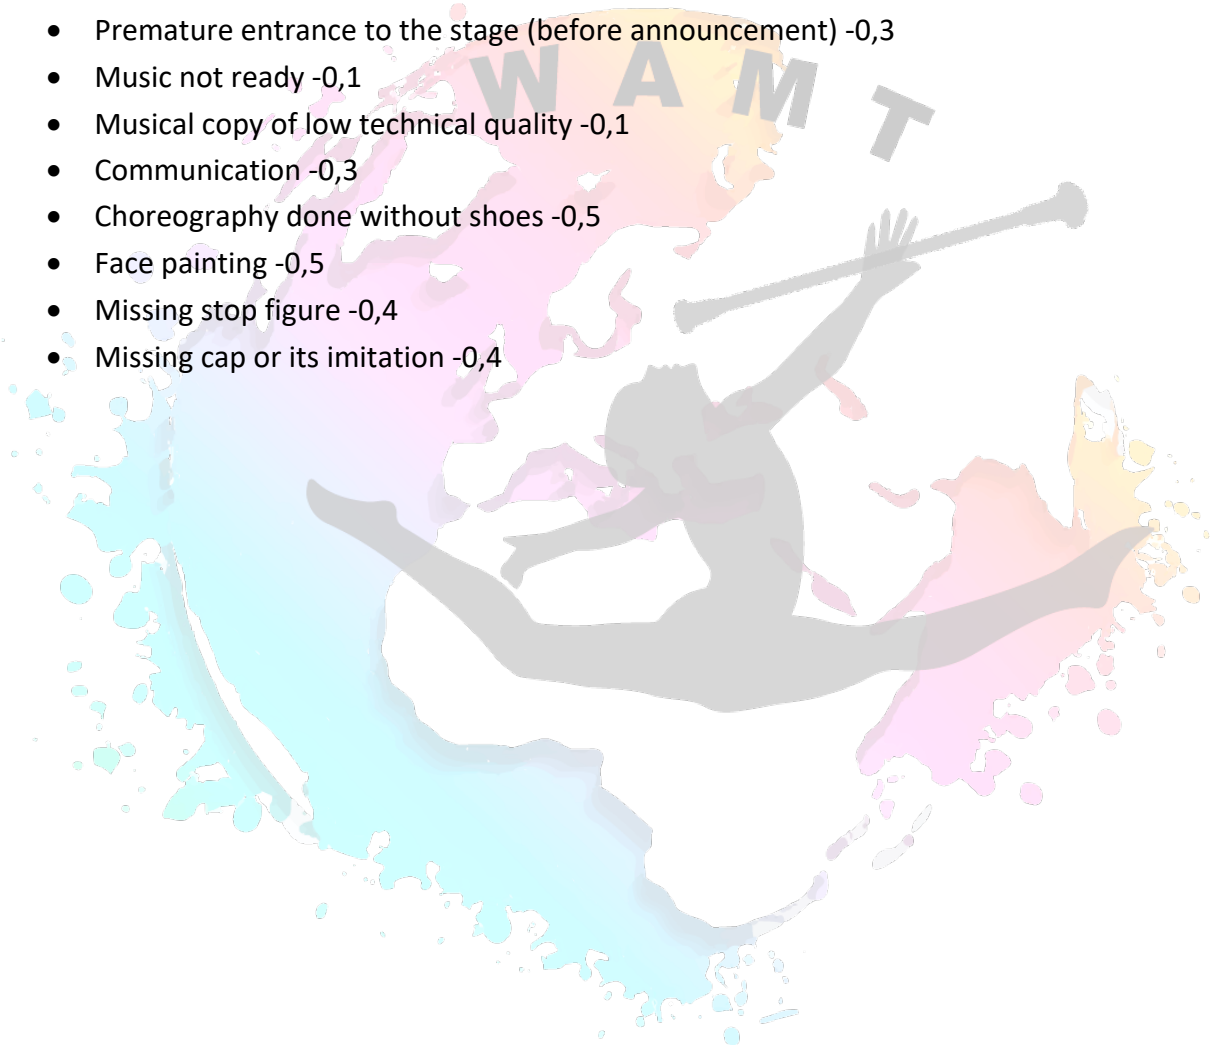 • Premature entrance to the stage (before announcement) -0,3
• Music not ready -0,1
• Musical copy of low technical quality -0,1
• Communication -0,3
• Choreography done without shoes -0,5
• Face painting -0,5
• Missing stop figure -0,4
• Missing cap or its imitation -0,4
WAMT